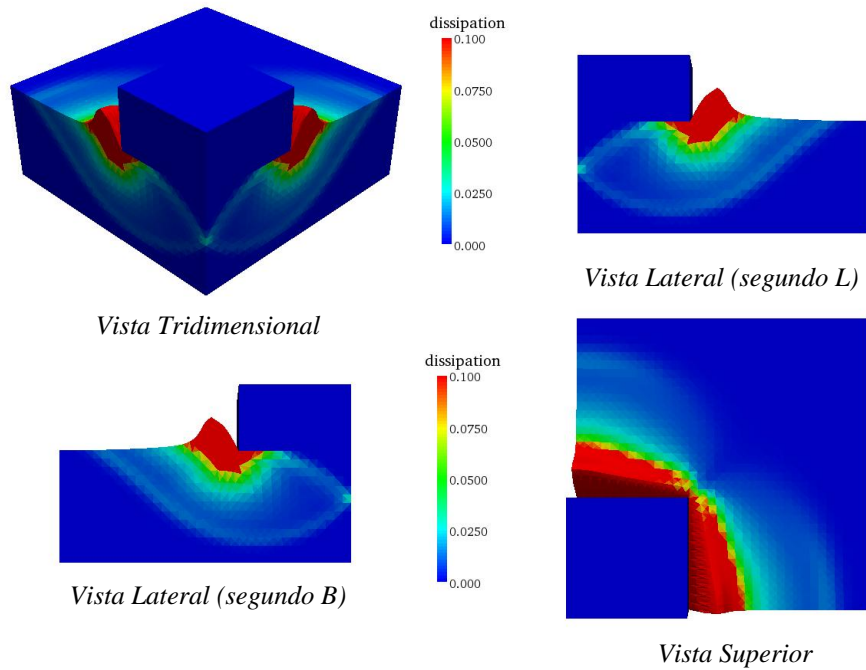 dissipation
0.100
0.0750
0.0500
0.0250
0.000
Vista Tridimensional
Vista Lateral (segundo L)
dissipation
0.100
0.0750
0.0500
0.0250
0.000
Vista Lateral (segundo B)
Vista Superior